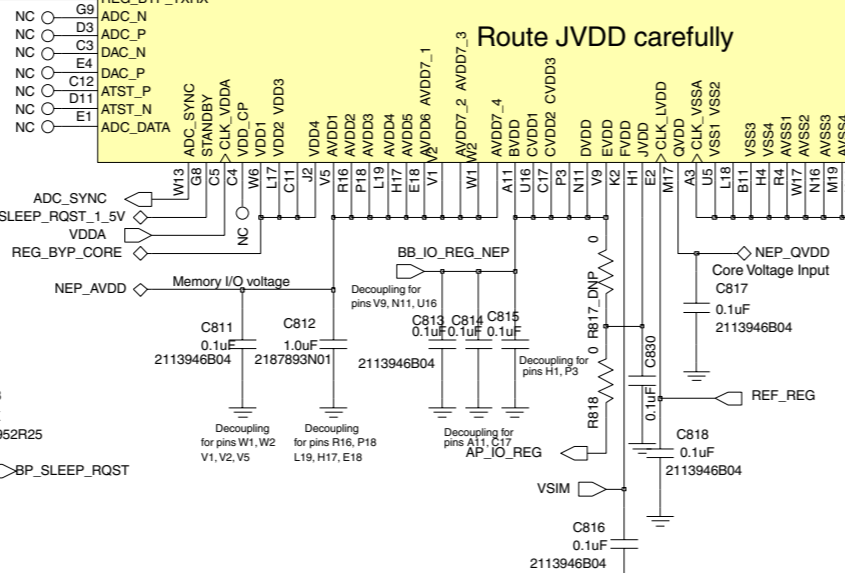 NC G9 ADC_N
Route JVDD carefully
NC D3 ADC_P
NC C3 DAC_N
NC E4 DAC_P
NC C12 ATST_P
NC D11 ATST_N
NC E1 ADC_DATA
ADC_SYNC STANDBY CLK_VDDA VDD_CP VDD1 VDD2 VDD3 VDD4 AVDD1 AVDD2 AVDD3 AVDD4 AVDD5 AVDD6 AVDD7_1 AVDD7_2 AVDD7_3 AVDD7_4 BVDD CVDD1 CVDD2 CVDD3 DVDD EVDD FVDD JVDD CLK_LVDD QVDD CLK_VSSA VSS1 VSS2 VSS3 VSS4 AVSS1 AVSS2 AVSS3 AVSS4
W13 G8 C5 C4 W6 L17 C11 J2 V5 R16 P18 L19 H17 E18 V1 V2 W1 W2 A11 U16 C17 P3 N11 V9 K2 H1 E2 M17 A3 U5 L18 B11 H4 R4 W17 N16 M19
ADC_SYNC
SLEEP_RQST_1_5V
VDDA
NC
REG_BYP_CORE
BB_IO_REG_NEP
0
NEP_QVDD
Core Voltage Input
Memory I/O voltage
NEP_AVDD
Decoupling for
pins V9, N11, U16
R817_DNP
C817
0.1uF
2113946B04
C811
0.1uF
2113946B04
C812
1.0uF
2187893N01
C813
0.1uF
C814
0.1uF
C815
0.1uF
2113946B04
Decoupling for
pins H1, P3
0
R818
C830
0.1uF
REF_REG
Decoupling
for pins W1, W2
V1, V2, V5
Decoupling
for pins R16, P18
L19, H17, E18
Decoupling for
pins A11, C17
AP_IO_REG
952R25
BP_SLEEP_RQST
C818
0.1uF
2113946B04
VSIM
C816
0.1uF
2113946B04